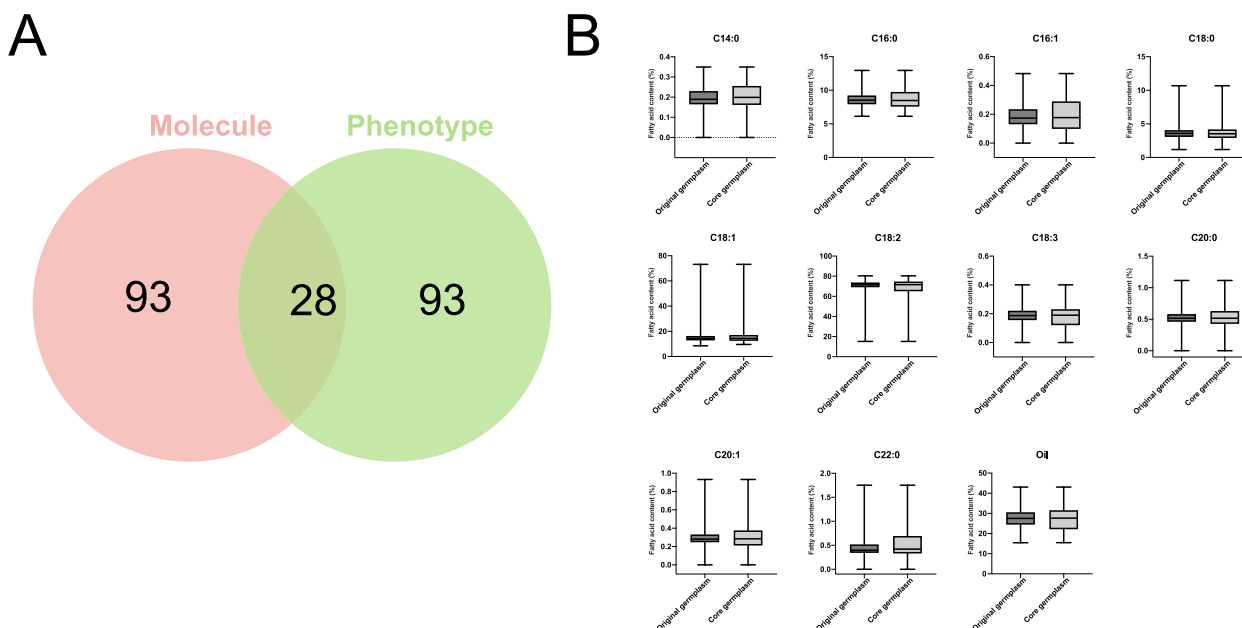 A
B
Molecule
Phenotype
93
28
93
C14:0
Fatty acid content (%)
0.4
0.3
0.2
0.1
0.0
Original germplasm
Core germplasm
C16:0
Fatty acid content (%)
15
10
5
0
Original germplasm
Core germplasm
C16:1
Fatty acid content (%)
0.6
0.4
0.2
0.0
Original germplasm
Core germplasm
C18:0
Fatty acid content (%)
15
10
5
0
Original germplasm
Core germplasm
C18:1
Fatty acid content (%)
80
60
40
20
0
Original germplasm
Core germplasm
C18:2
Fatty acid content (%)
100
80
60
40
20
0
Original germplasm
Core germplasm
C18:3
Fatty acid content (%)
0.6
0.4
0.2
0.0
Original germplasm
Core germplasm
C20:0
Fatty acid content (%)
1.5
1.0
0.5
0.0
Original germplasm
Core germplasm
C20:1
Fatty acid content (%)
1.0
0.8
0.6
0.4
0.2
0.0
Original germplasm
Core germplasm
C22:0
Fatty acid content (%)
2.0
1.5
1.0
0.5
0.0
Original germplasm
Core germplasm
Oil
Fatty acid content (%)
50
40
30
20
10
0
Original germplasm
Core germplasm